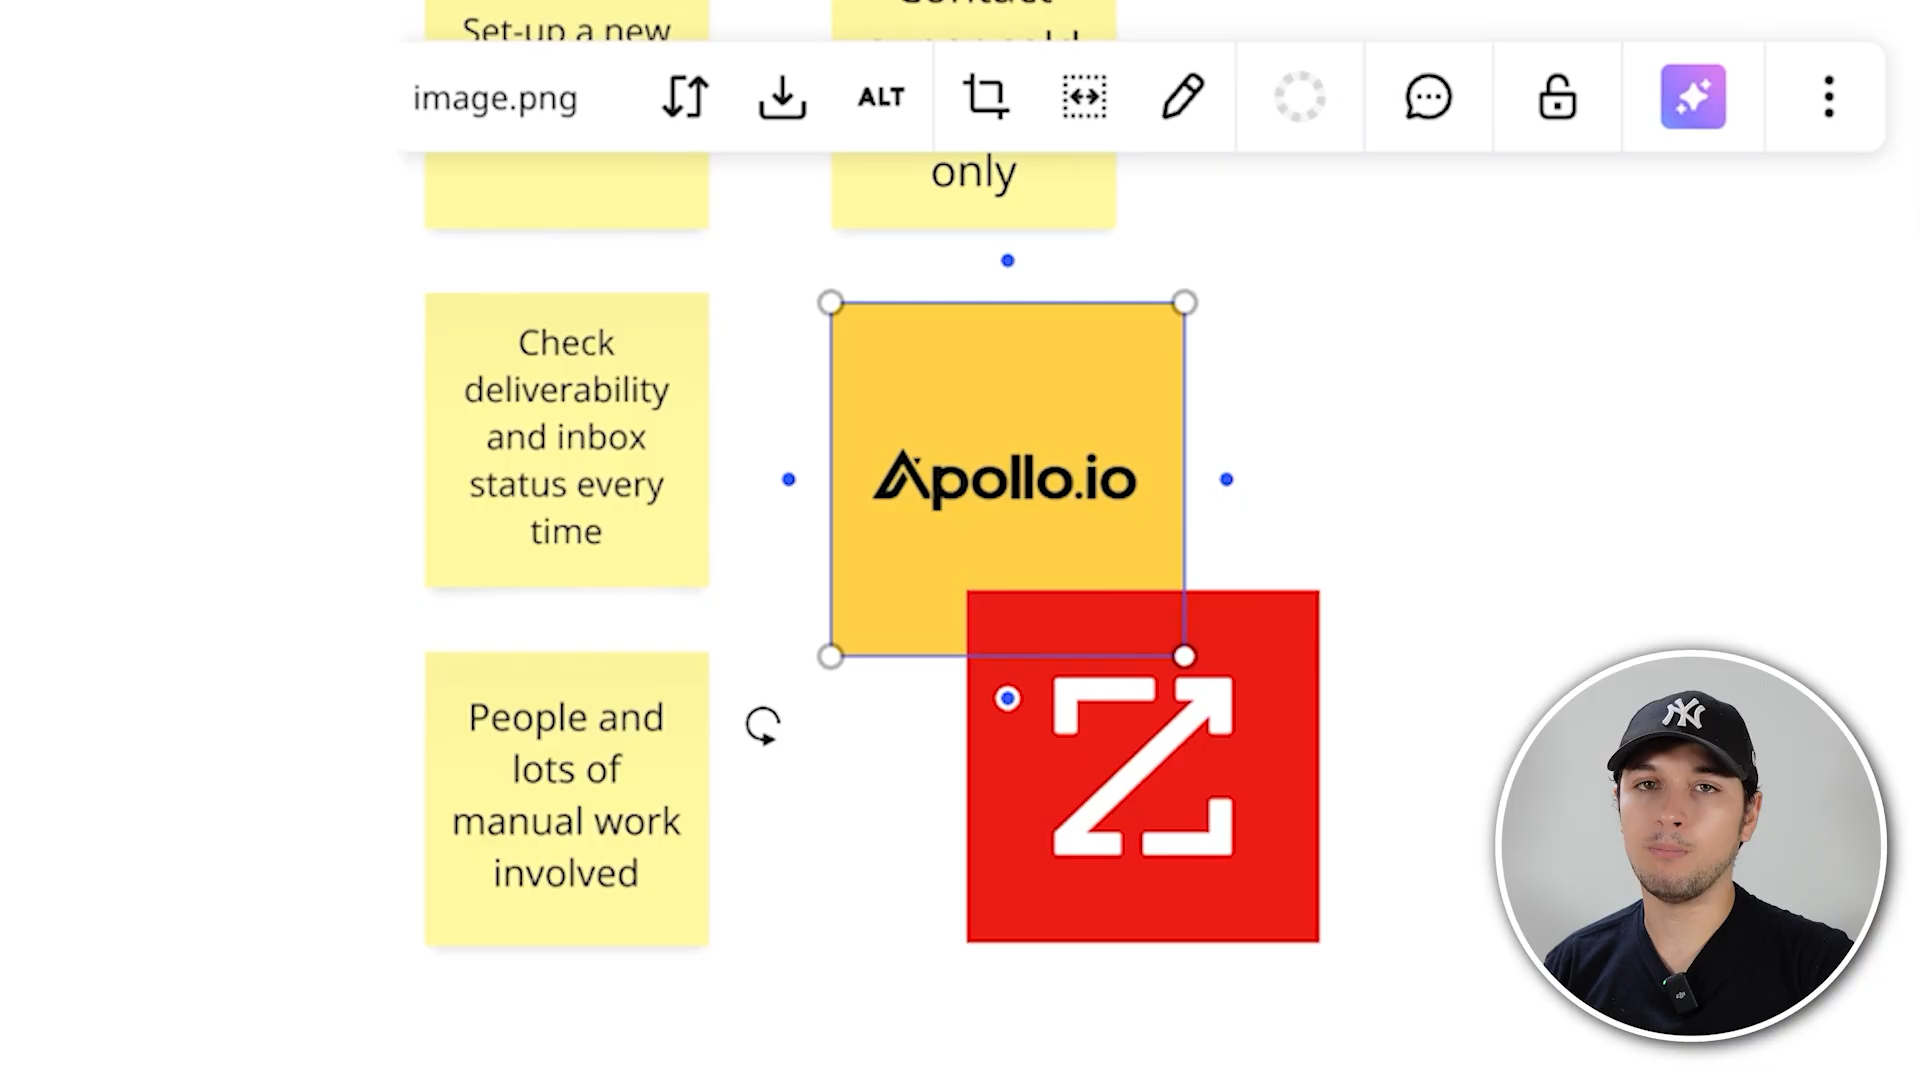 Set-up a new
image.png
ALT
only
Check
deliverability
and inbox
status every
time
Apollo.io
People and
lots of
manual work
involved
NY